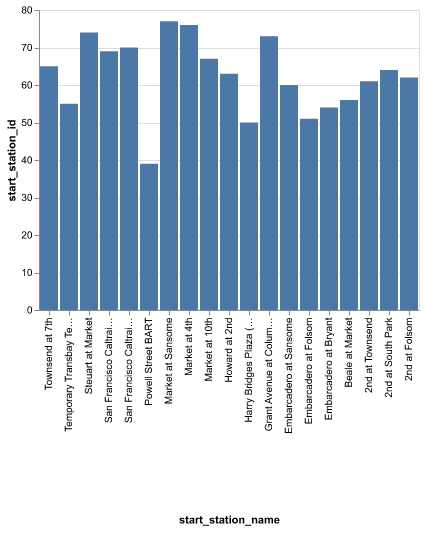 80
70
60
50
40
30
20
10
0
start_station_id
Townsend at 7th
Temporary Transbay Te…
Steuart at Market
San Francisco Caltrai…
San Francisco Caltrai…
Powell Street BART
Market at Sansome
Market at 4th
Market at 10th
Howard at 2nd
Harry Bridges Plaza (…
Grant Avenue at Colum…
Embarcadero at Sansome
Embarcadero at Folsom
Embarcadero at Bryant
Beale at Market
2nd at Townsend
2nd at South Park
2nd at Folsom
start_station_name